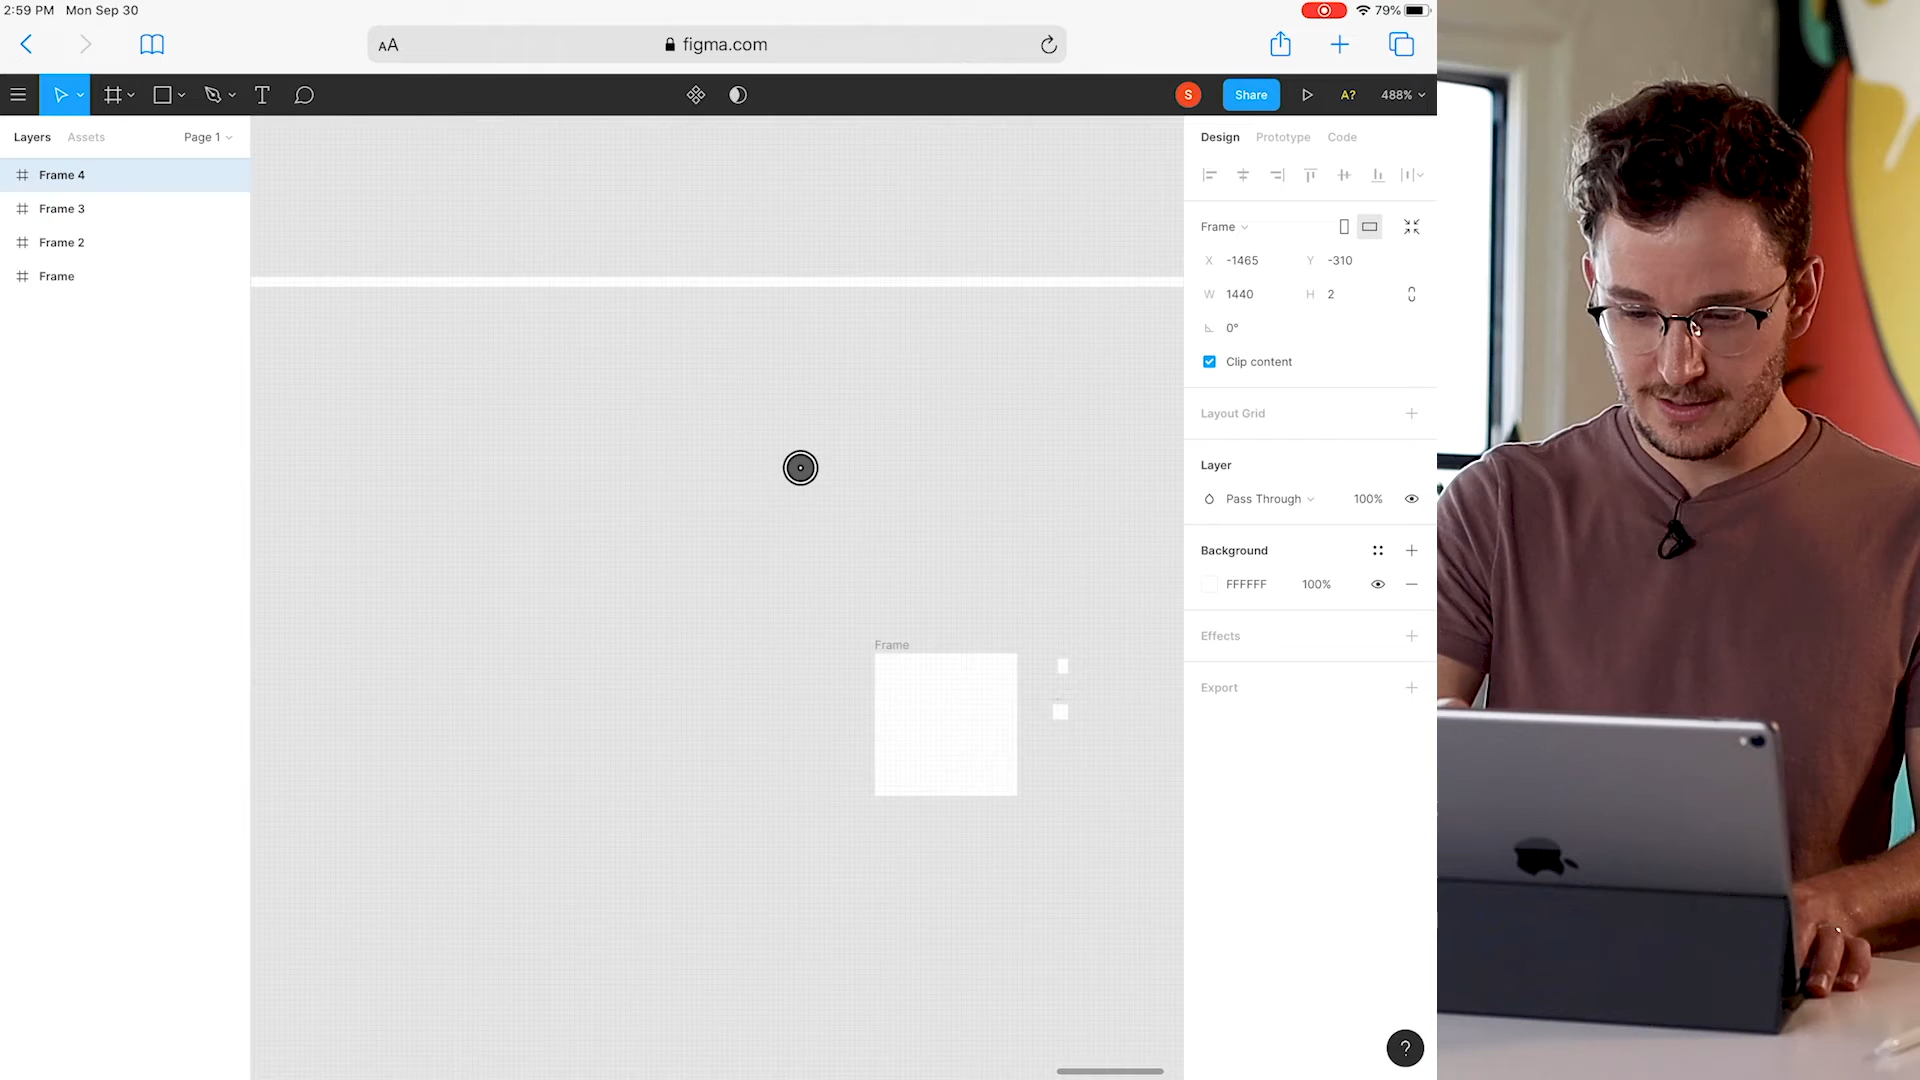 2:59 PM Mon Sep 30
79%
AA
figma.com
T
S
Share
A?
488%
Layers
Assets
Page 1
Frame 4
Frame 3
Frame 2
Frame
Design
Prototype
Code
Frame
X -1465
Y -310
W 1440
H 2
0°
Clip content
Layout Grid
Layer
Pass Through
100%
Background
FFFFFF
100%
Effects
Export
Frame
?